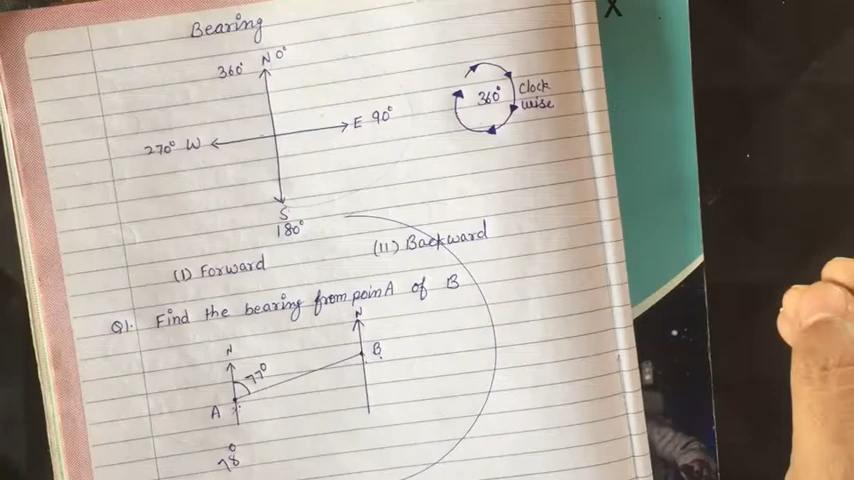 Bearing
N 0°
360°
E 90°
270° W
S
180°
360°
Clock
wise
(I) Forward
(II) Backward
Q1. Find the bearing from poinA of B
N
N
77°
B
A
78°
X